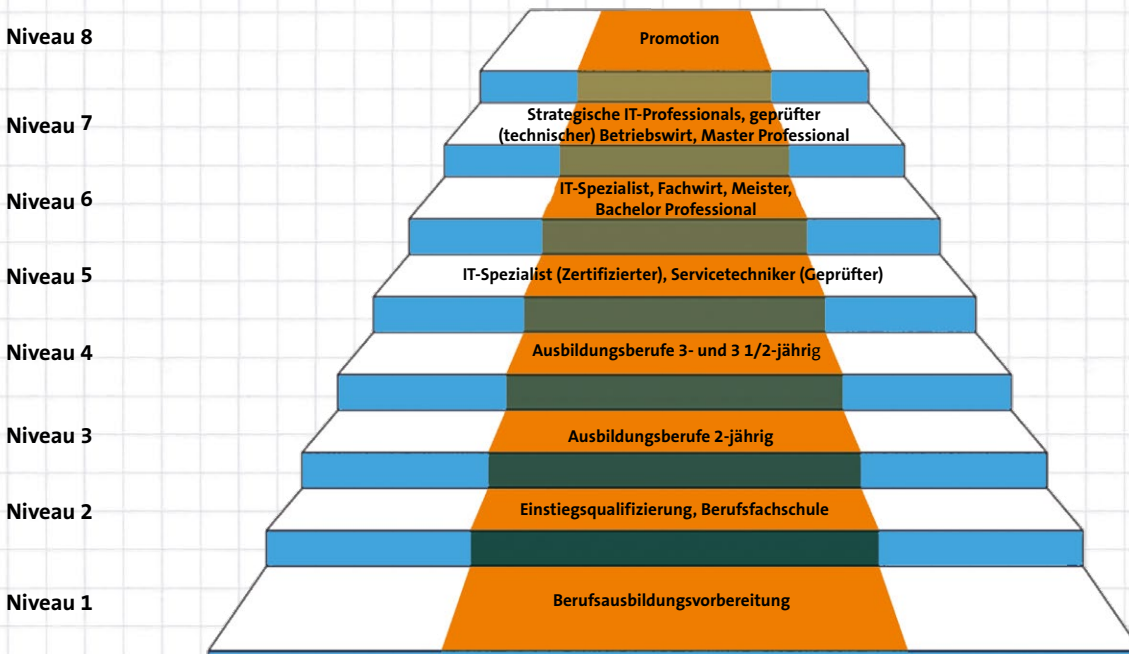 Niveau 8
Promotion
Niveau 7
Strategische IT-Professionals, geprüfter
(technischer) Betriebswirt, Master Professional
Niveau 6
IT-Spezialist, Fachwirt, Meister,
Bachelor Professional
Niveau 5
IT-Spezialist (Zertifizierter), Servicetechniker (Geprüfter)
Niveau 4
Ausbildungsberufe 3- und 3 1/2-jährig
Niveau 3
Ausbildungsberufe 2-jährig
Niveau 2
Einstiegsqualifizierung, Berufsfachschule
Niveau 1
Berufsausbildungsvorbereitung